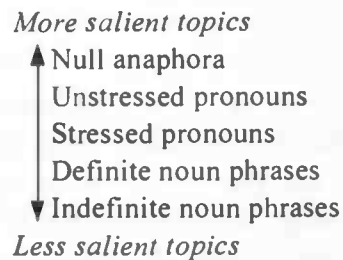 More salient topics
Null anaphora
Unstressed pronouns
Stressed pronouns
Definite noun phrases
Indefinite noun phrases
Less salient topics